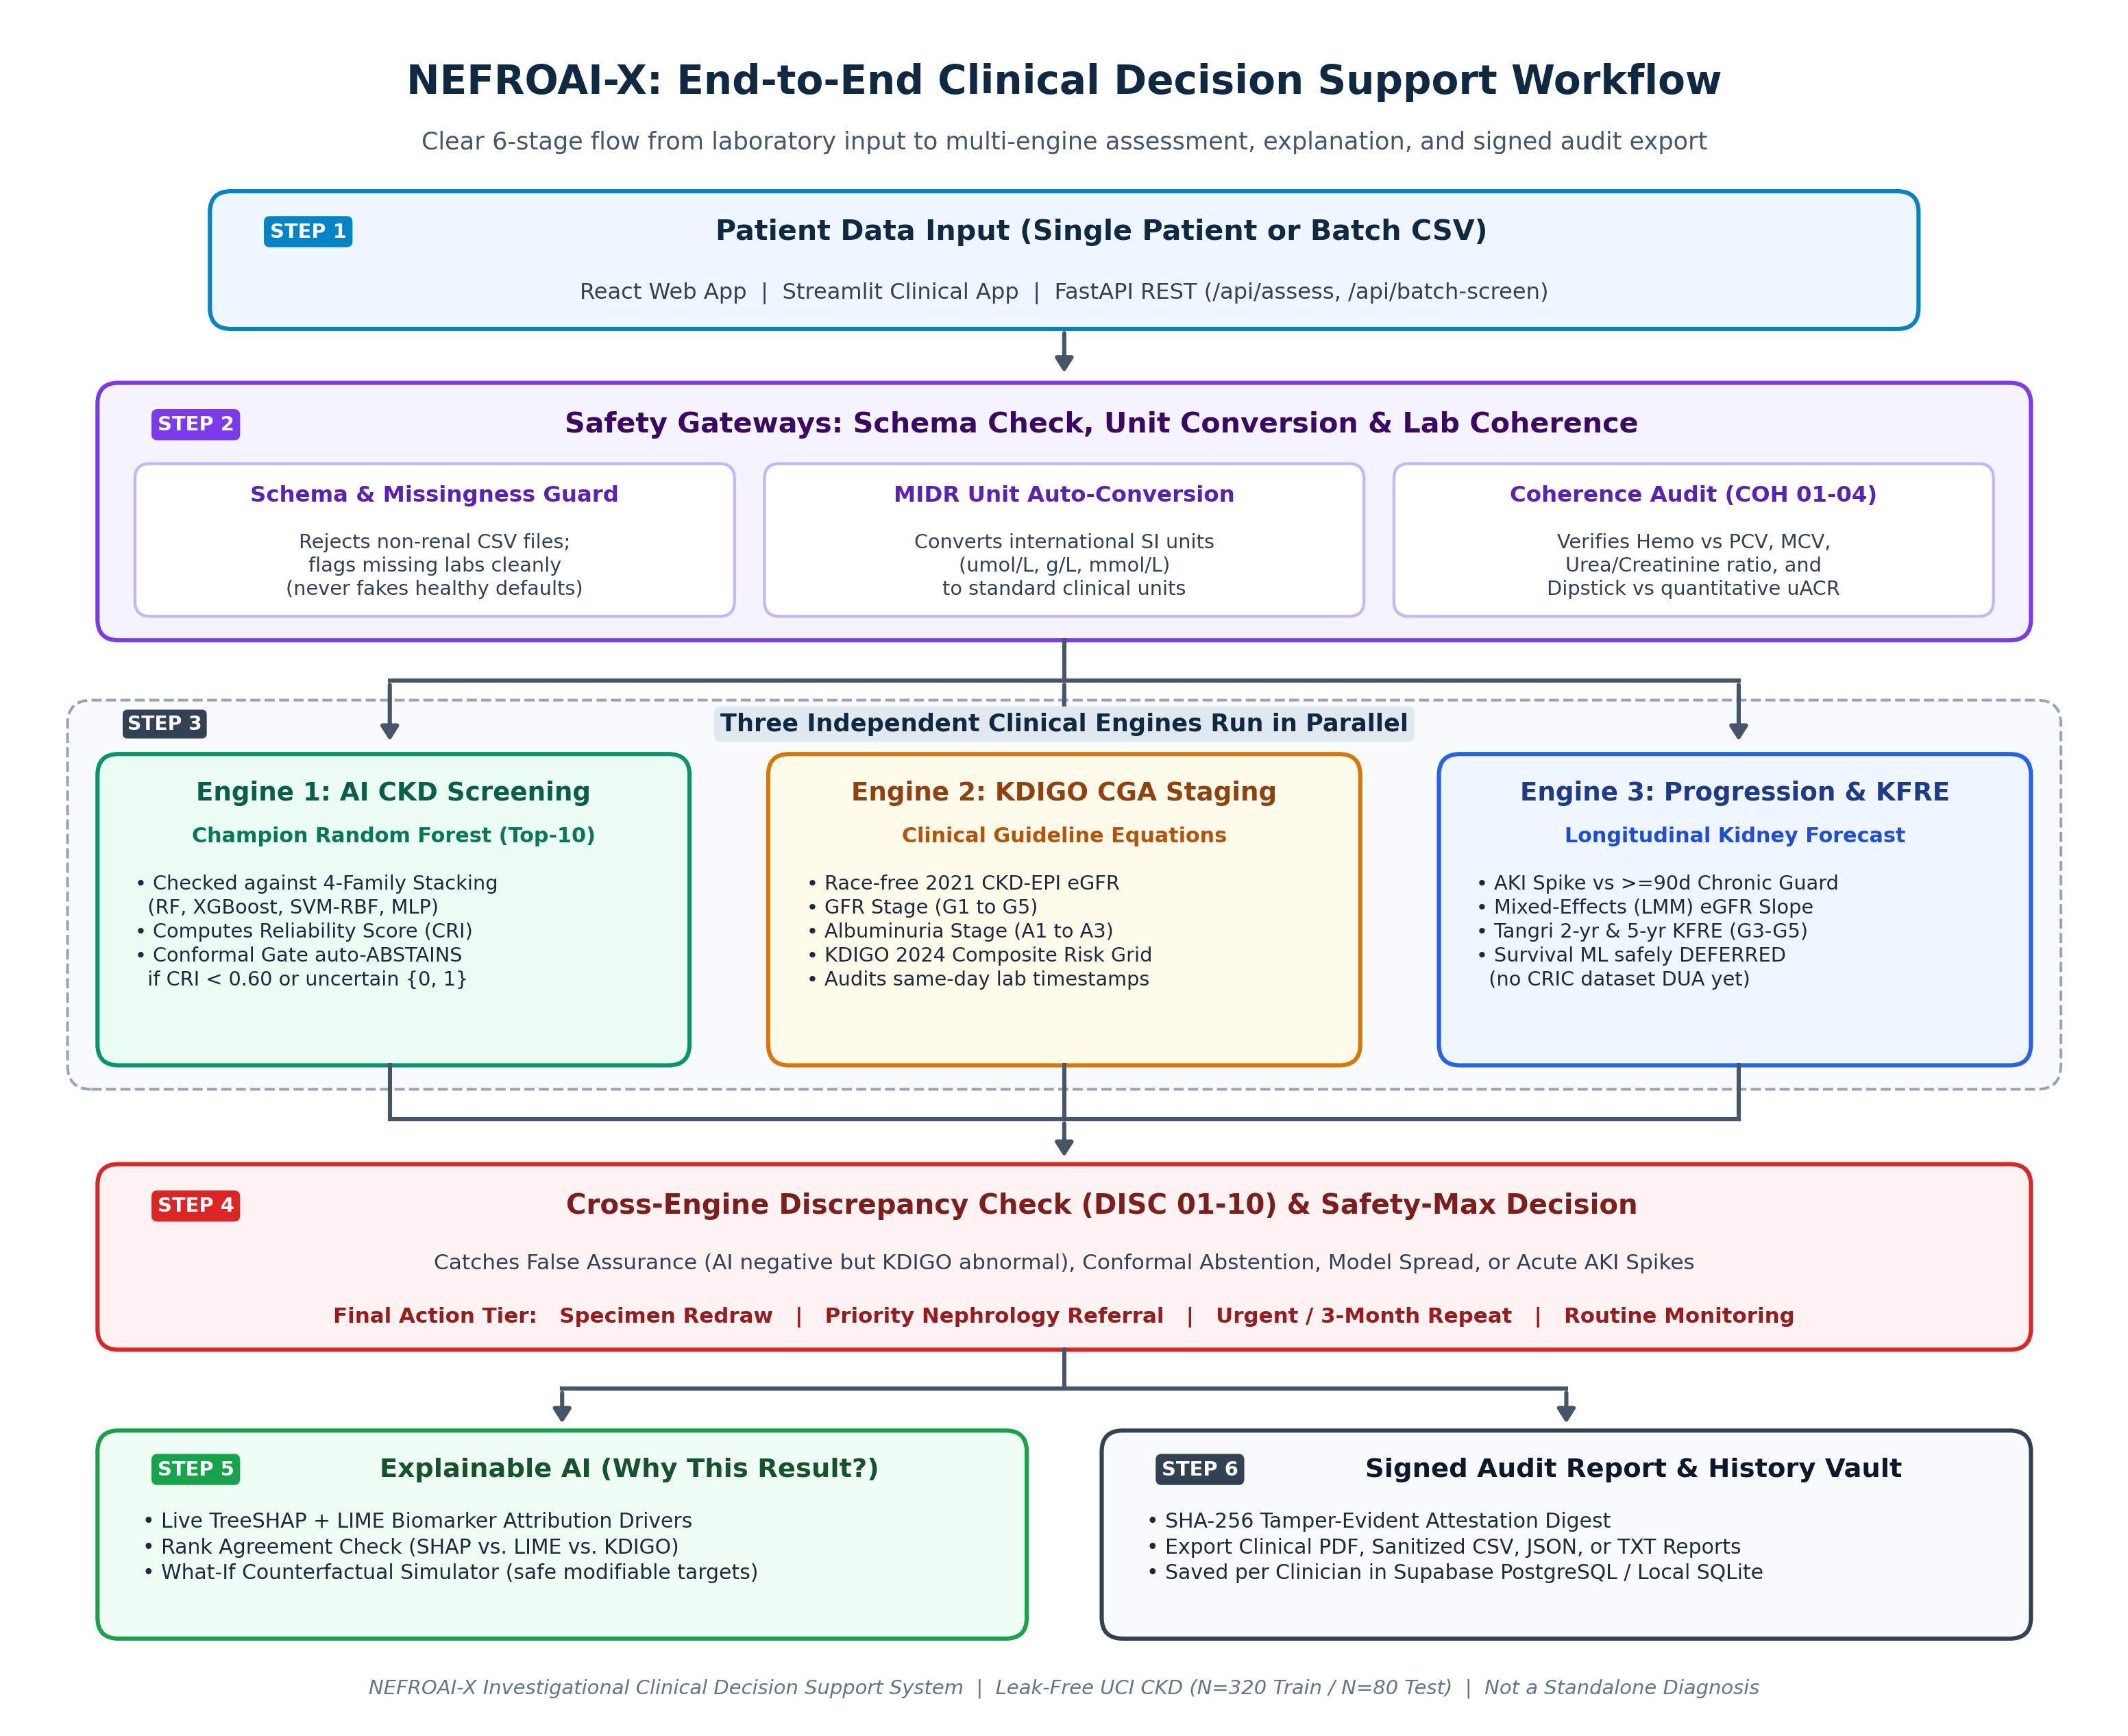 NEFROAI-X: End-to-End Clinical Decision Support Workflow
Clear 6-stage flow from laboratory input to multi-engine assessment, explanation, and signed audit export
STEP 1
Patient Data Input (Single Patient or Batch CSV)
React Web App | Streamlit Clinical App | FastAPI REST (/api/assess, /api/batch-screen)
STEP 2
Safety Gateways: Schema Check, Unit Conversion & Lab Coherence
Schema & Missingness Guard
Rejects non-renal CSV files;
flags missing labs cleanly
(never fakes healthy defaults)
MIDR Unit Auto-Conversion
Converts international SI units
(umol/L, g/L, mmol/L)
to standard clinical units
Coherence Audit (COH 01-04)
Verifies Hemo vs PCV, MCV,
Urea/Creatinine ratio, and
Dipstick vs quantitative uACR
STEP 3
Three Independent Clinical Engines Run in Parallel
Engine 1: AI CKD Screening
Champion Random Forest (Top-10)
• Checked against 4-Family Stacking
(RF, XGBoost, SVM-RBF, MLP)
• Computes Reliability Score (CRI)
• Conformal Gate auto-ABSTAINS
if CRI < 0.60 or uncertain {0, 1}
Engine 2: KDIGO CGA Staging
Clinical Guideline Equations
• Race-free 2021 CKD-EPI eGFR
• GFR Stage (G1 to G5)
• Albuminuria Stage (A1 to A3)
• KDIGO 2024 Composite Risk Grid
• Audits same-day lab timestamps
Engine 3: Progression & KFRE
Longitudinal Kidney Forecast
• AKI Spike vs >=90d Chronic Guard
• Mixed-Effects (LMM) eGFR Slope
• Tangri 2-yr & 5-yr KFRE (G3-G5)
• Survival ML safely DEFERRED
(no CRIC dataset DUA yet)
STEP 4
Cross-Engine Discrepancy Check (DISC 01-10) & Safety-Max Decision
Catches False Assurance (AI negative but KDIGO abnormal), Conformal Abstention, Model Spread, or Acute AKI Spikes
Final Action Tier: Specimen Redraw | Priority Nephrology Referral | Urgent / 3-Month Repeat | Routine Monitoring
STEP 5
Explainable AI (Why This Result?)
• Live TreeSHAP + LIME Biomarker Attribution Drivers
• Rank Agreement Check (SHAP vs. LIME vs. KDIGO)
• What-If Counterfactual Simulator (safe modifiable targets)
STEP 6
Signed Audit Report & History Vault
• SHA-256 Tamper-Evident Attestation Digest
• Export Clinical PDF, Sanitized CSV, JSON, or TXT Reports
• Saved per Clinician in Supabase PostgreSQL / Local SQLite
NEFROAI-X Investigational Clinical Decision Support System | Leak-Free UCI CKD (N=320 Train / N=80 Test) | Not a Standalone Diagnosis